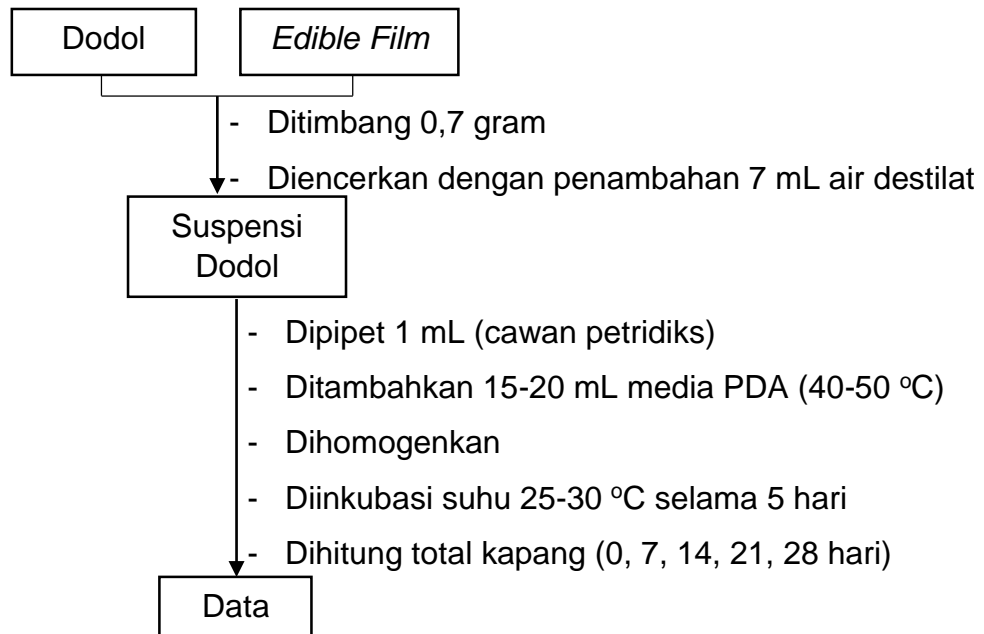 Dodol
Edible Film
- Ditimbang 0,7 gram
- Diencerkan dengan penambahan 7 mL air destilat
Suspensi
Dodol
- Dipipet 1 mL (cawan petridiks)
- Ditambahkan 15-20 mL media PDA (40-50 ºC)
- Dihomogenkan
- Diinkubasi suhu 25-30 ºC selama 5 hari
- Dihitung total kapang (0, 7, 14, 21, 28 hari)
Data